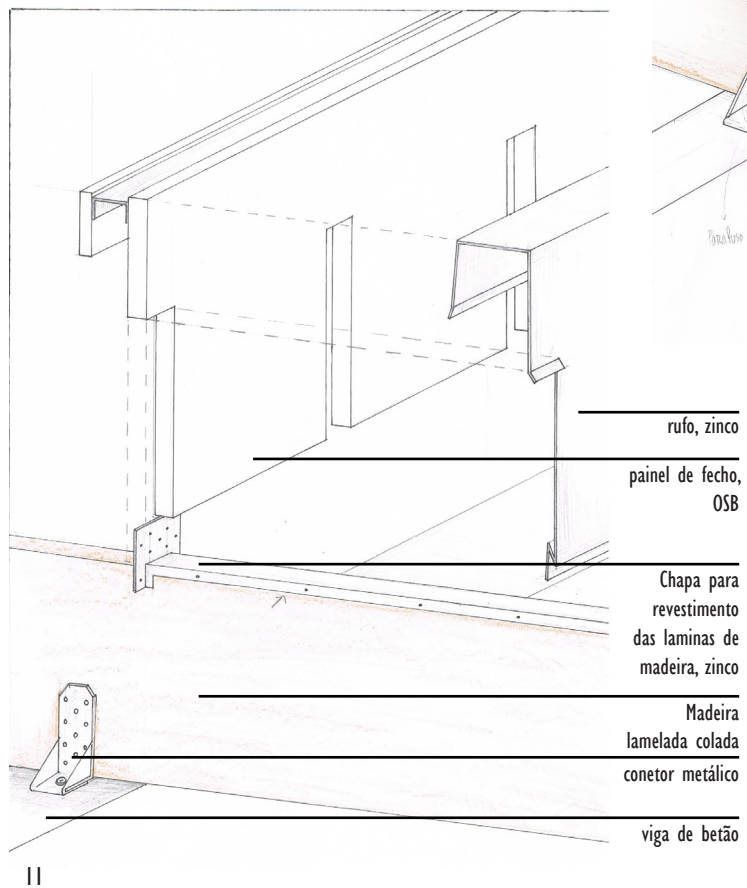 Parafuso
rufo, zinco
painel de fecho,
OSB
Chapa para
revestimento
das laminas de
madeira, zinco
Madeira
lamelada colada
conetor metálico
viga de betão
11